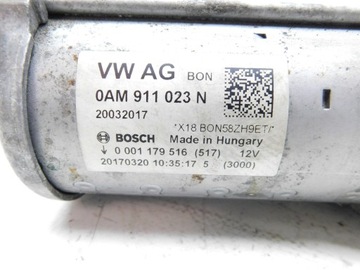 VW AG BON
0AM 911 023 N
20032017
*X18 BON58ZH9ET/*
BOSCH Made in Hungary
0 001 179 516 (517) 12V
20170320 10:35:17 5 (3000)